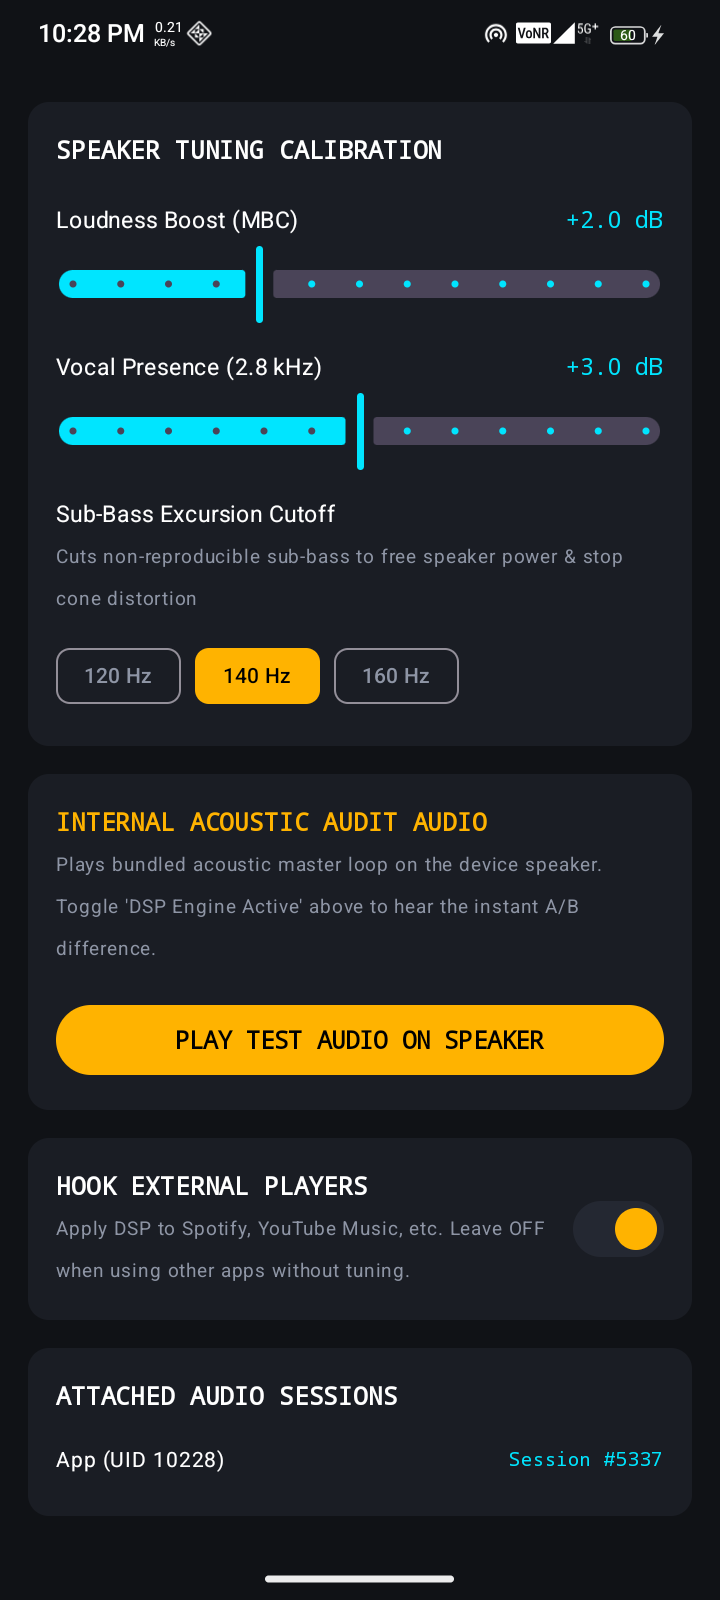 10:28 PM 0.21 KB/s VoNR 5G+ 60
SPEAKER TUNING CALIBRATION
Loudness Boost (MBC) +2.0 dB
Vocal Presence (2.8 kHz) +3.0 dB
Sub-Bass Excursion Cutoff
Cuts non-reproducible sub-bass to free speaker power & stop
cone distortion
120 Hz 140 Hz 160 Hz
INTERNAL ACOUSTIC AUDIT AUDIO
Plays bundled acoustic master loop on the device speaker.
Toggle 'DSP Engine Active' above to hear the instant A/B
difference.
PLAY TEST AUDIO ON SPEAKER
HOOK EXTERNAL PLAYERS
Apply DSP to Spotify, YouTube Music, etc. Leave OFF
when using other apps without tuning.
ATTACHED AUDIO SESSIONS
App (UID 10228) Session #5337